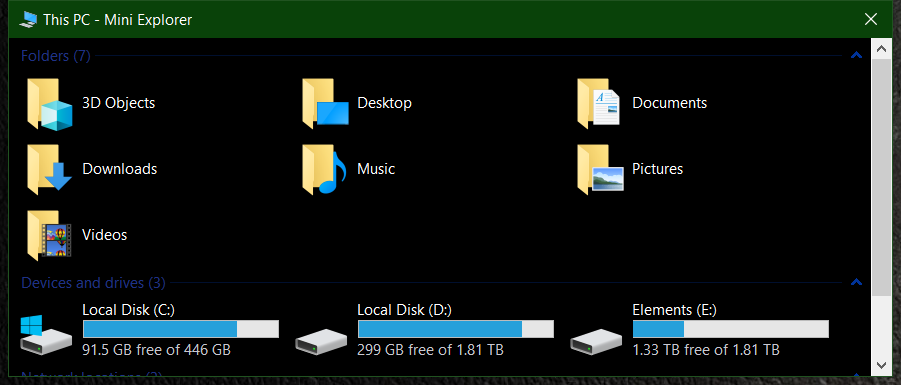 This PC - Mini Explorer
Folders (7)
3D Objects
Desktop
Documents
Downloads
Music
Pictures
Videos
Devices and drives (3)
Local Disk (C:)
91.5 GB free of 446 GB
Local Disk (D:)
299 GB free of 1.81 TB
Elements (E:)
1.33 TB free of 1.81 TB